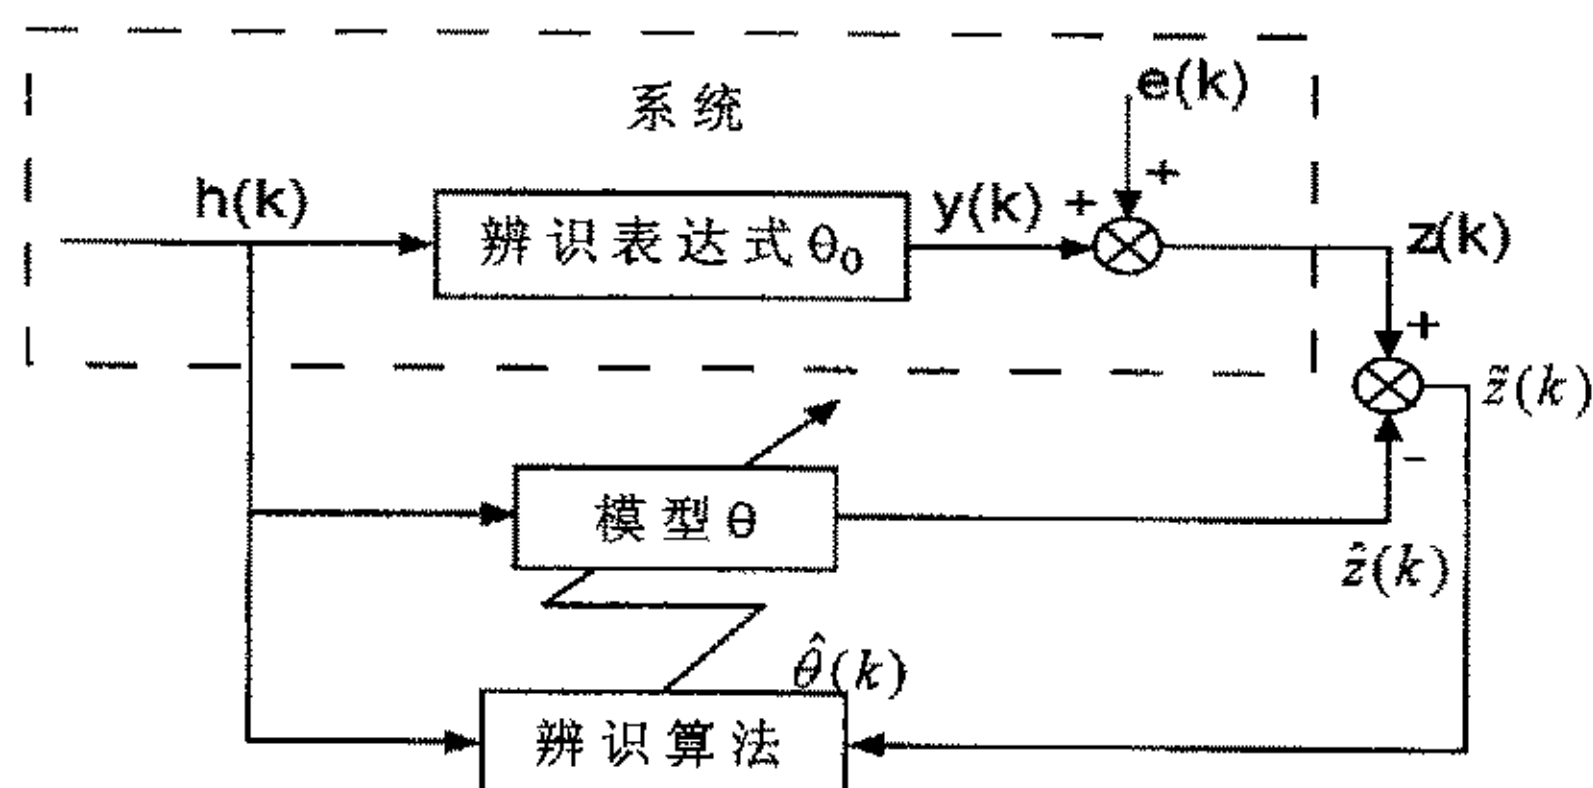 系统
e(k)
+
h(k)
辨识表达式θ₀
y(k)
+
z(k)
+
z̃(k)
-
模型θ
ẑ(k)
θ̂(k)
辨识算法